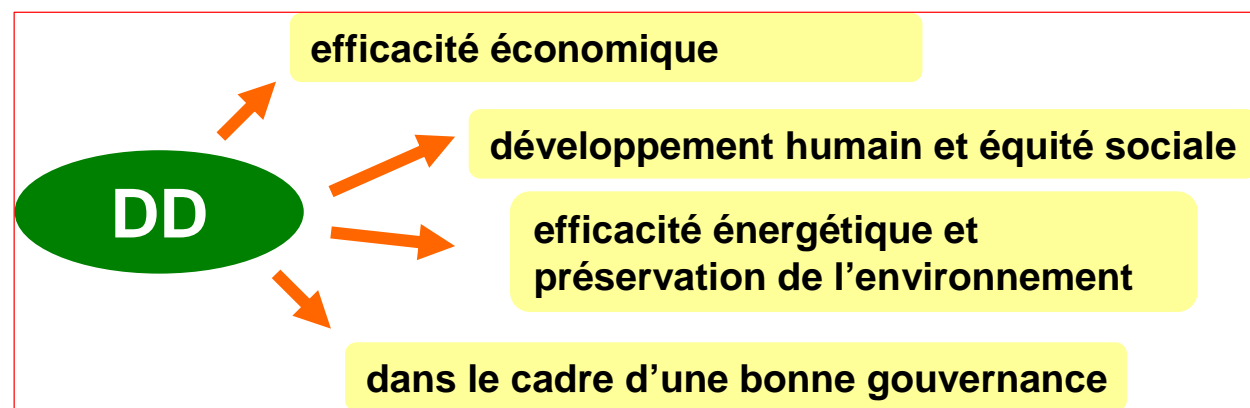 efficacité économique
développement humain et équité sociale
DD
efficacité énergétique et
préservation de l’environnement
dans le cadre d’une bonne gouvernance